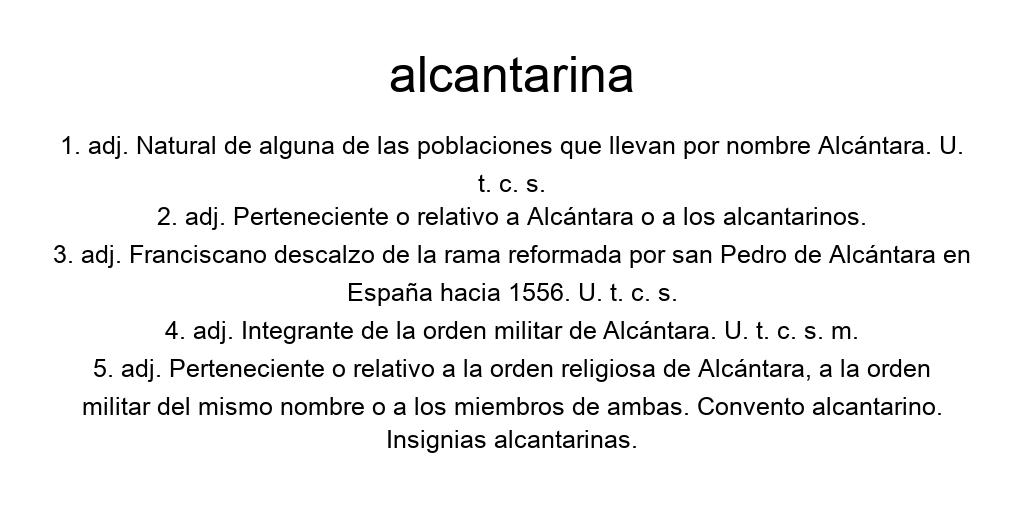 alcantarina
1. adj. Natural de alguna de las poblaciones que llevan por nombre Alcántara. U.
t. c. s.
2. adj. Perteneciente o relativo a Alcántara o a los alcantarinos.
3. adj. Franciscano descalzo de la rama reformada por san Pedro de Alcántara en
España hacia 1556. U. t. c. s.
4. adj. Integrante de la orden militar de Alcántara. U. t. c. s. m.
5. adj. Perteneciente o relativo a la orden religiosa de Alcántara, a la orden
militar del mismo nombre o a los miembros de ambas. Convento alcantarino.
Insignias alcantarinas.